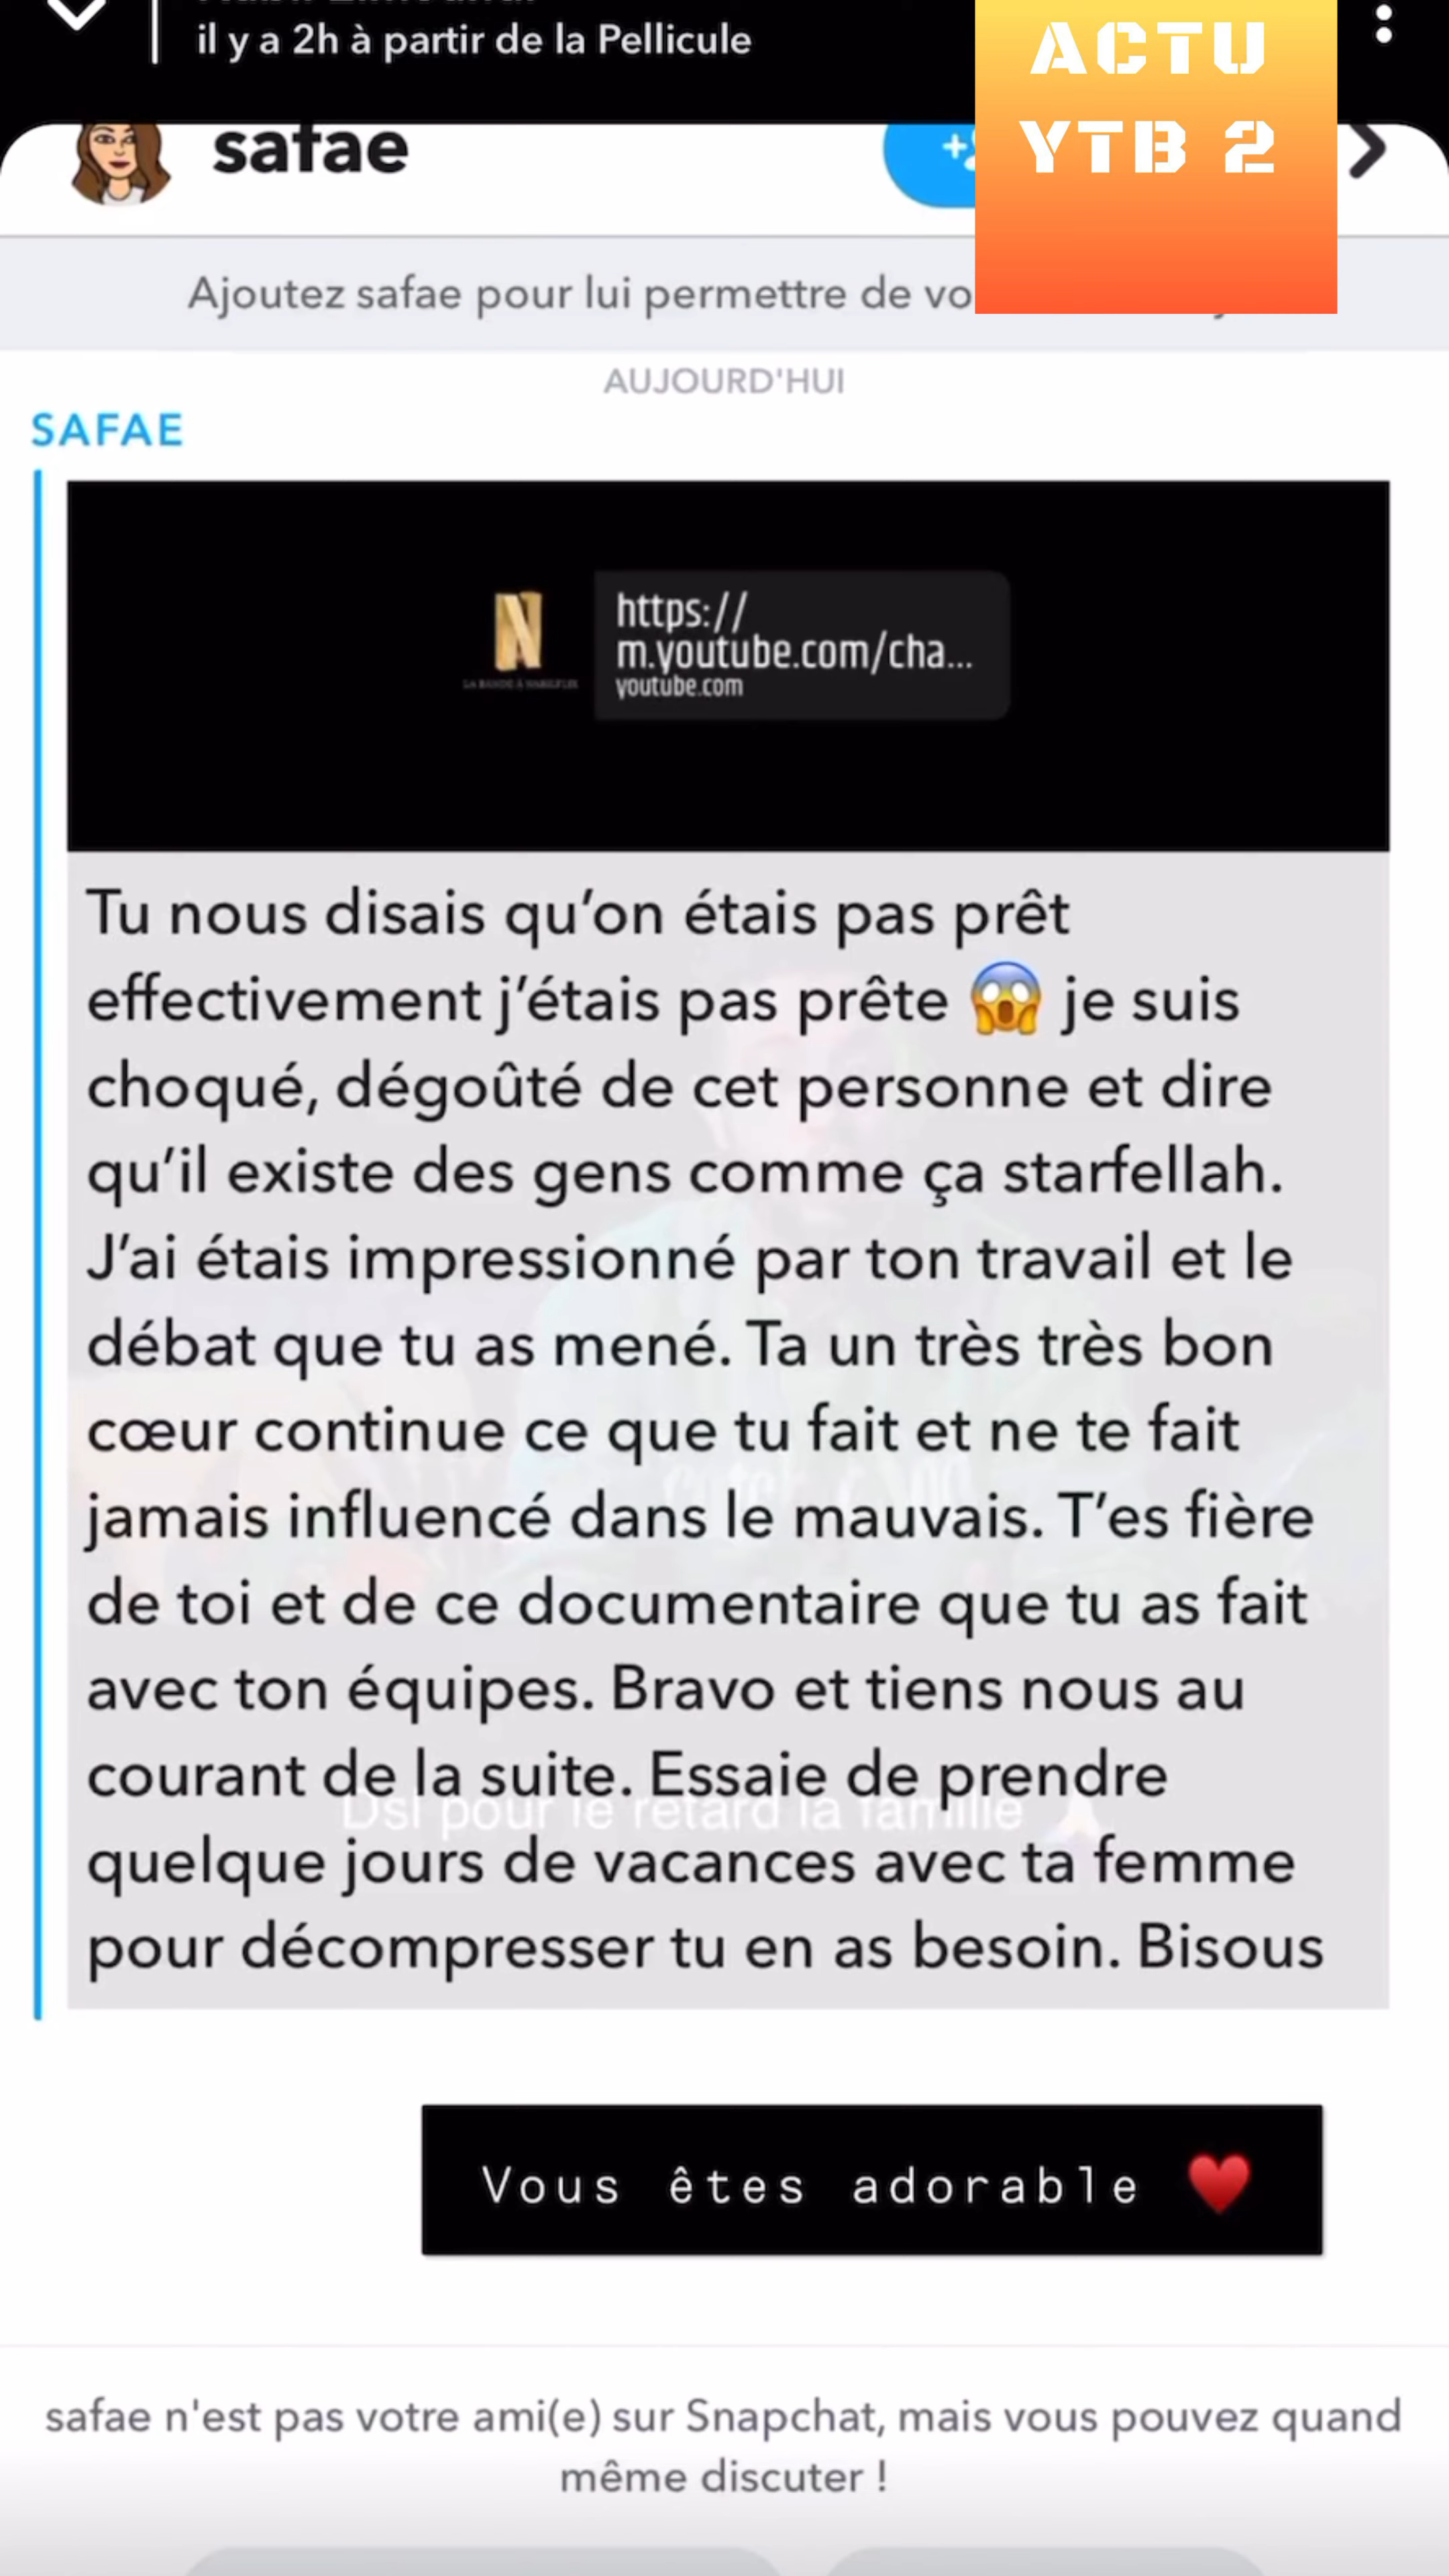 il y a 2h à partir de la Pellicule
ACTU
YTB 2
safae
Ajoutez safae pour lui permettre de vo
AUJOURD'HUI
SAFAE
https://
m.youtube.com/cha...
youtube.com
LA BANDE À NABILFLIX
Tu nous disais qu’on étais pas prêt
effectivement j’étais pas prête 😱 je suis
choqué, dégoûté de cet personne et dire
qu’il existe des gens comme ça starfellah.
J’ai étais impressionné par ton travail et le
débat que tu as mené. Ta un très très bon
cœur continue ce que tu fait et ne te fait
jamais influencé dans le mauvais. T’es fière
de toi et de ce documentaire que tu as fait
avec ton équipes. Bravo et tiens nous au
courant de la suite. Essaie de prendre
Dsl pour le retard la famille
quelque jours de vacances avec ta femme
pour décompresser tu en as besoin. Bisous
Vous êtes adorable ♥
safae n'est pas votre ami(e) sur Snapchat, mais vous pouvez quand
même discuter !